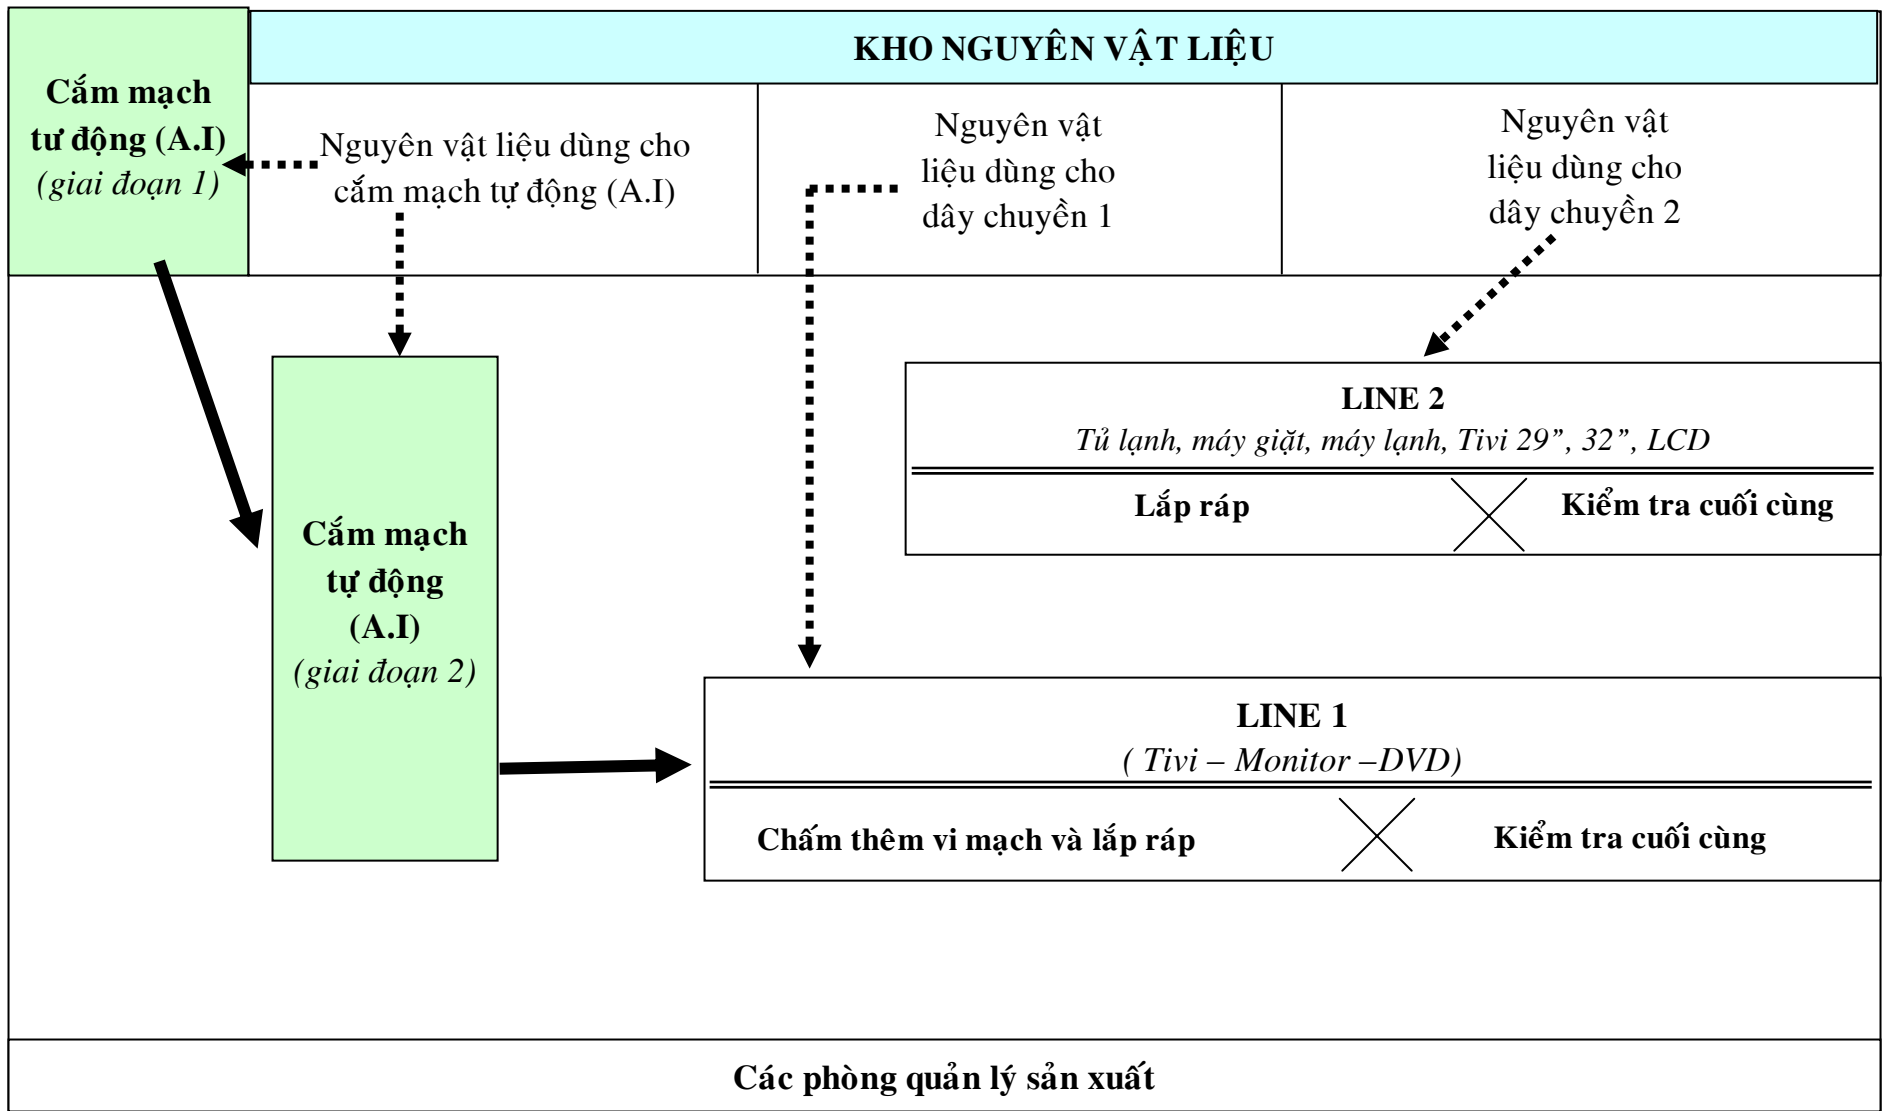 KHO NGUYÊN VẬT LIỆU
Cắm mạch
tư động (A.I)
(giai đoạn 1)
Nguyên vật liệu dùng cho
cắm mạch tự động (A.I)
Nguyên vật
liệu dùng cho
dây chuyền 1
Nguyên vật
liệu dùng cho
dây chuyền 2
LINE 2
Tủ lạnh, máy giặt, máy lạnh, Tivi 29”, 32”, LCD
Lắp ráp
Kiểm tra cuối cùng
Cắm mạch
tự động
(A.I)
(giai đoạn 2)
LINE 1
( Tivi – Monitor –DVD)
Chấm thêm vi mạch và lắp ráp
Kiểm tra cuối cùng
Các phòng quản lý sản xuất